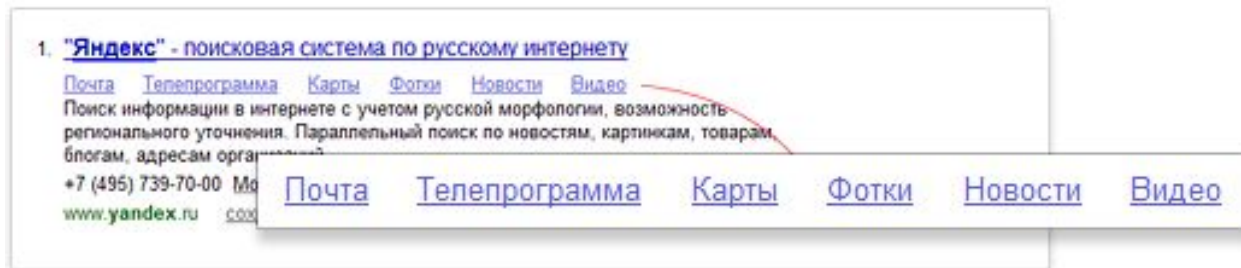 1. "Яндекс" - поисковая система по русскому интернету
Почта Телепрограмма Карты Фотки Новости Видео
Поиск информации в интернете с учетом русской морфологии, возможность
регионального уточнения. Параллельный поиск по новостям, картинкам, товарам,
блогам, адресам
+7 (495) 739-70-00
www.yandex.ru
Почта Телепрограмма Карты Фотки Новости Видео